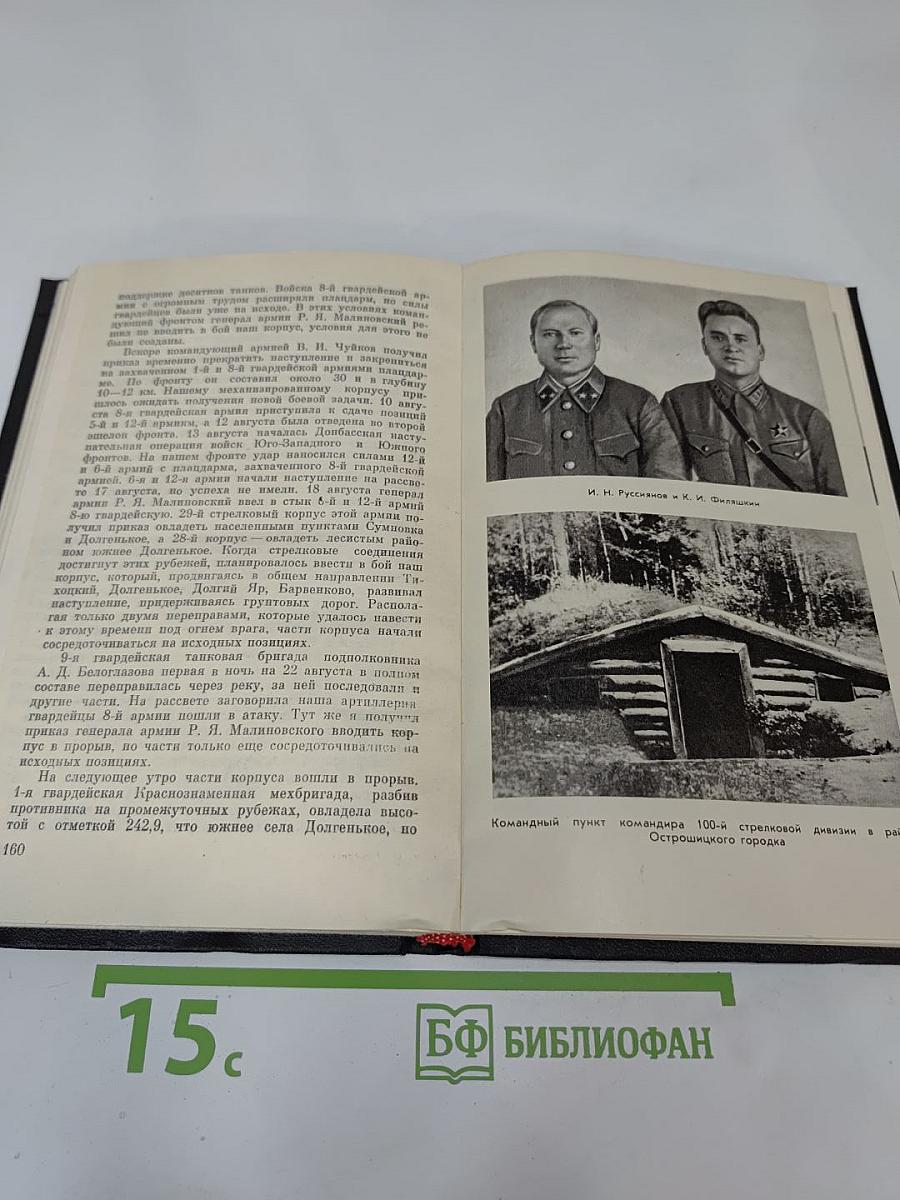 поддержке десятков танков. Войска 8-й гвардейской ар-
мии с огромным трудом расширяли плацдарм, но силы
гвардейцев были уже на исходе. В этих условиях коман-
дующий фронтом генерал армии Р. Я. Малиновский ре-
шил не вводить в бой наш корпус, условия для этого не
были созданы.
Вскоре командующий армией В. И. Чуйков получил
приказ временно прекратить наступление и закрепиться
на захваченном 1-й и 8-й гвардейской армиями плацдар-
ме. По фронту он составил около 30 и в глубину
10—12 км. Нашему механизированному корпусу при-
шлось ожидать получения новой боевой задачи. 10 авгу-
ста 8-я гвардейская армия приступила к сдаче позиций
5-й и 12-й армиям, а 12 августа была отведена во второй
эшелон фронта. 13 августа началась Донбасская насту-
пательная операция войск Юго-Западного и Южного
фронтов. На нашем фронте удар наносился силами 12-й
и 6-й армий с плацдарма, захваченного 8-й гвардейской
армией. 6-я и 12-я армии начали наступление на рассве-
те 17 августа, но успеха не имели. 18 августа генерал
армии Р. Я. Малиновский ввел в стык 6-й и 12-й армий
8-ю гвардейскую. 29-й стрелковый корпус этой армии по-
лучил приказ овладеть населенными пунктами Сумновка
и Долгенькое, а 28-й корпус — овладеть лесистым райо-
ном южнее Долгенькое. Когда стрелковые соединения
достигнут этих рубежей, планировалось ввести в бой наш
корпус, который, продвигаясь в общем направлении Ти-
хоцкий, Долгенькое, Долгий Яр, Барвенково, развивал
наступление, придерживаясь грунтовых дорог. Распола-
гая только двумя переправами, которые удалось навести
к этому времени под огнем врага, части корпуса начали
сосредоточиваться на исходных позициях.
9-я гвардейская танковая бригада подполковника
А. Д. Белоглазова первая в ночь на 22 августа в полном
составе переправилась через реку, за ней последовали и
другие части. На рассвете заговорила наша артиллерия
гвардейцы 8-й армии пошли в атаку. Тут же я получил
приказ генерала армии Р. Я. Малиновского вводить кор-
пус в прорыв, но части только еще сосредоточивались на
исходных позициях.
На следующее утро части корпуса вошли в прорыв.
1-я гвардейская Краснознаменная мехбригада, разбив
противника на промежуточных рубежах, овладела высо-
той с отметкой 242,9, что южнее села Долгенькое, но
160
И. Н. Руссиянов и К. И. Филяшкин
Командный пункт командира 100-й стрелковой дивизии в рай
Острошицкого городка
15 с
БФ БИБЛИОФАН